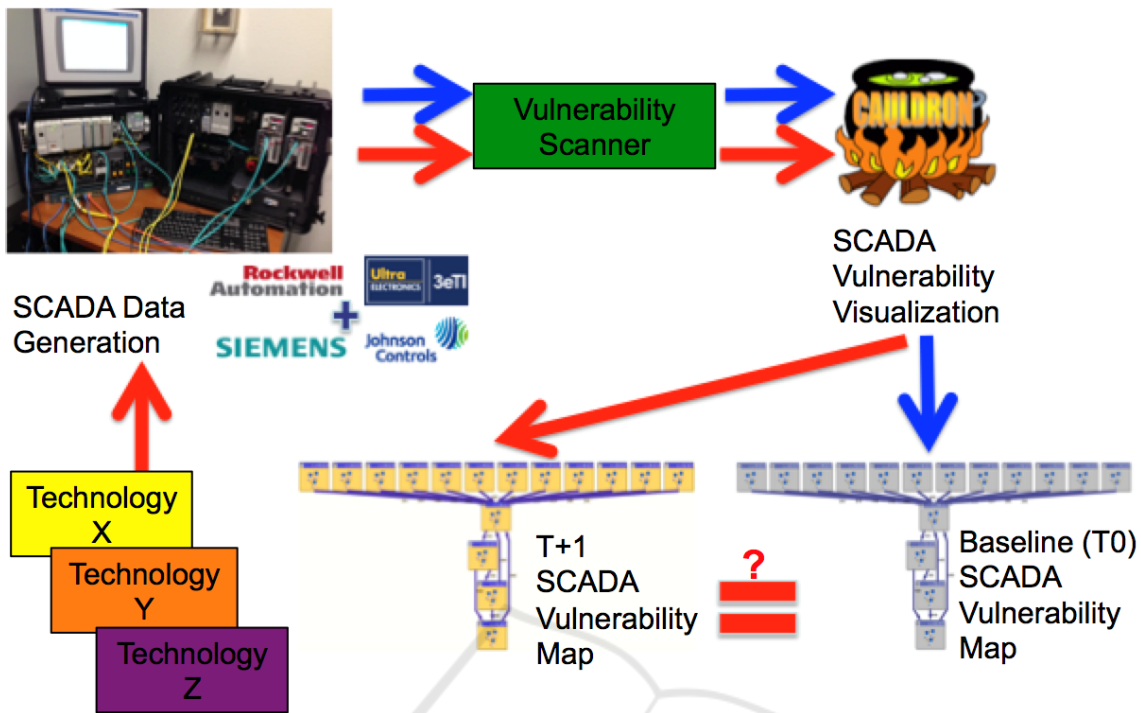 Vulnerability
Scanner
CAULDRON
SCADA
Vulnerability
Visualization
SCADA Data
Generation
Rockwell
Automation
Ultra
ELECTRONICS
3eTI
SIEMENS
Johnson
Controls
Technology
X
Technology
Y
Technology
Z
T+1
SCADA
Vulnerability
Map
?
Baseline (T0)
SCADA
Vulnerability
Map